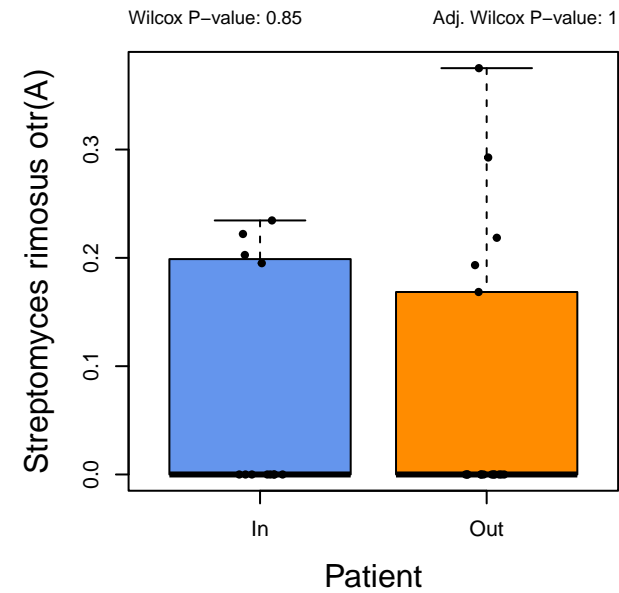 Wilcox P−value: 0.85
Adj. Wilcox P−value: 1
Streptomyces rimosus otr(A)
0.3
0.2
0.1
0.0
In
Out
Patient